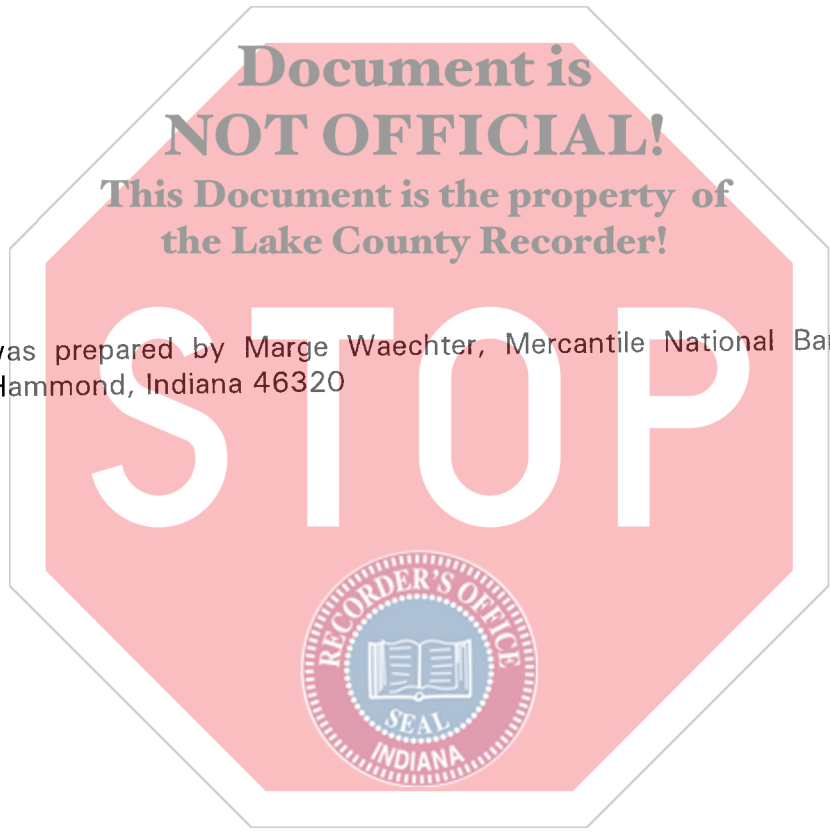 Document is
NOT OFFICIAL!
This Document is the property of
the Lake County Recorder!
was prepared by Marge Waechter, Mercantile National
Hammond, Indiana 46320
STOP
RECORDER'S OFFICE
SEAL
INDIANA